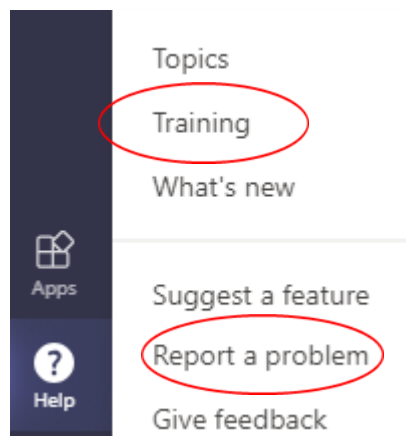 Topics
Training
What's new
Apps
Suggest a feature
Report a problem
Help
Give feedback